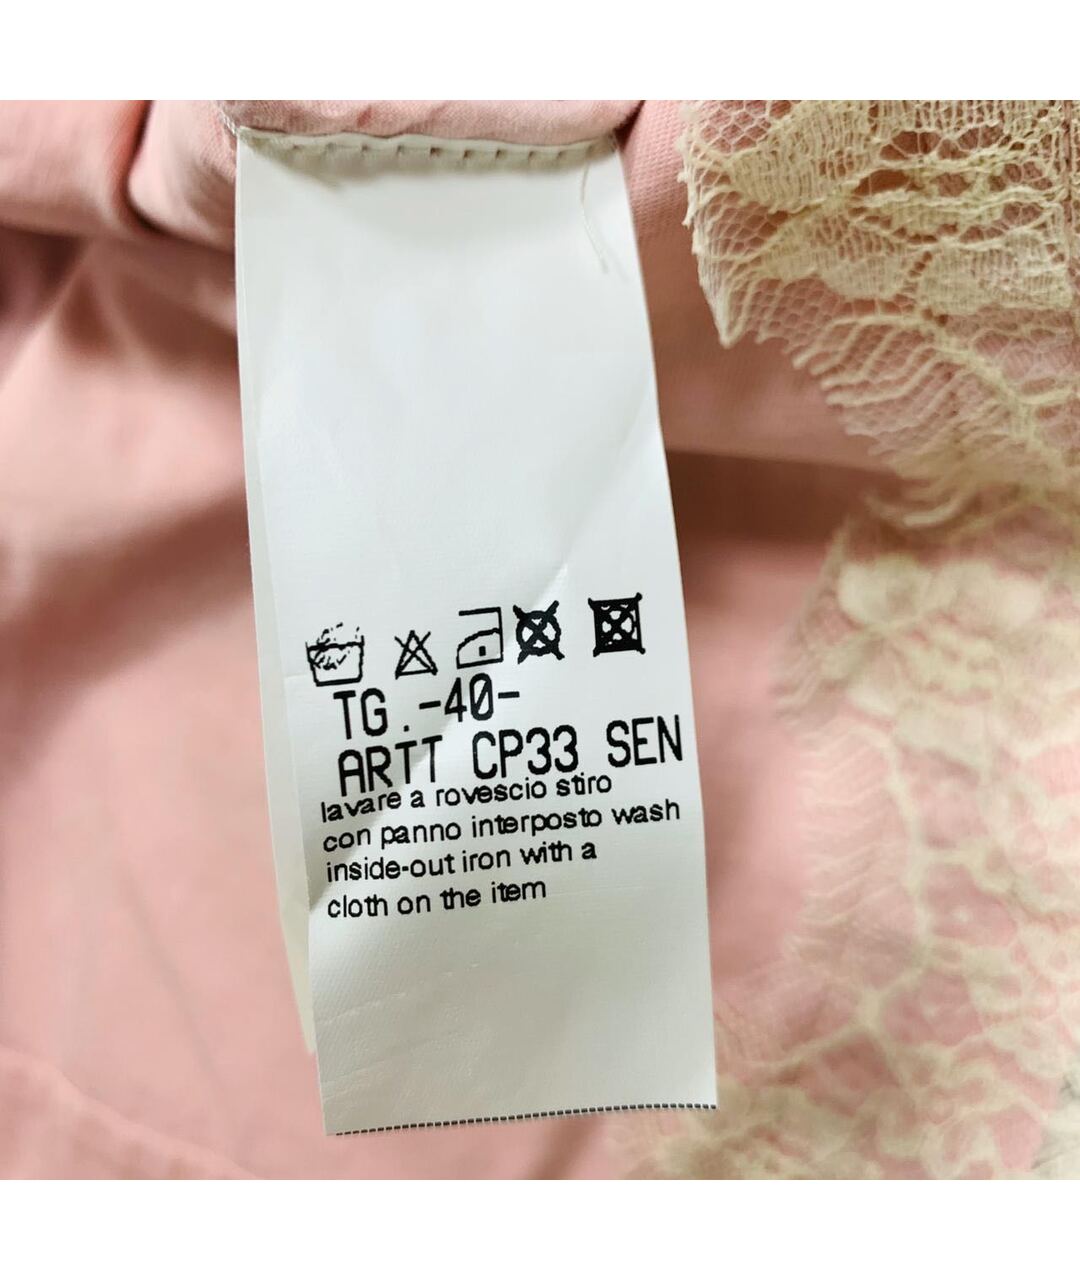 TG.-40-
ARTT CP33 SEN
lavare a rovescio stiro
con panno interposto wash
inside-out iron with a
cloth on the item